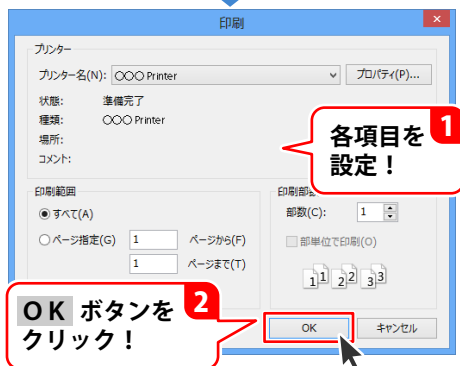 印刷
プリンター
プリンター名(N): 〇〇〇 Printer プロパティ(P)...
状態: 準備完了
種類: 〇〇〇 Printer
場所:
コメント:
1
各項目を
設定！
印刷範囲
すべて(A)
ページ指定(G) 1 ページから(F)
1 ページまで(T)
印刷部
部数(C): 1
部単位で印刷(O)
1 1 2 2 3 3
2
ＯＫ ボタンを
クリック！
OK キャンセル